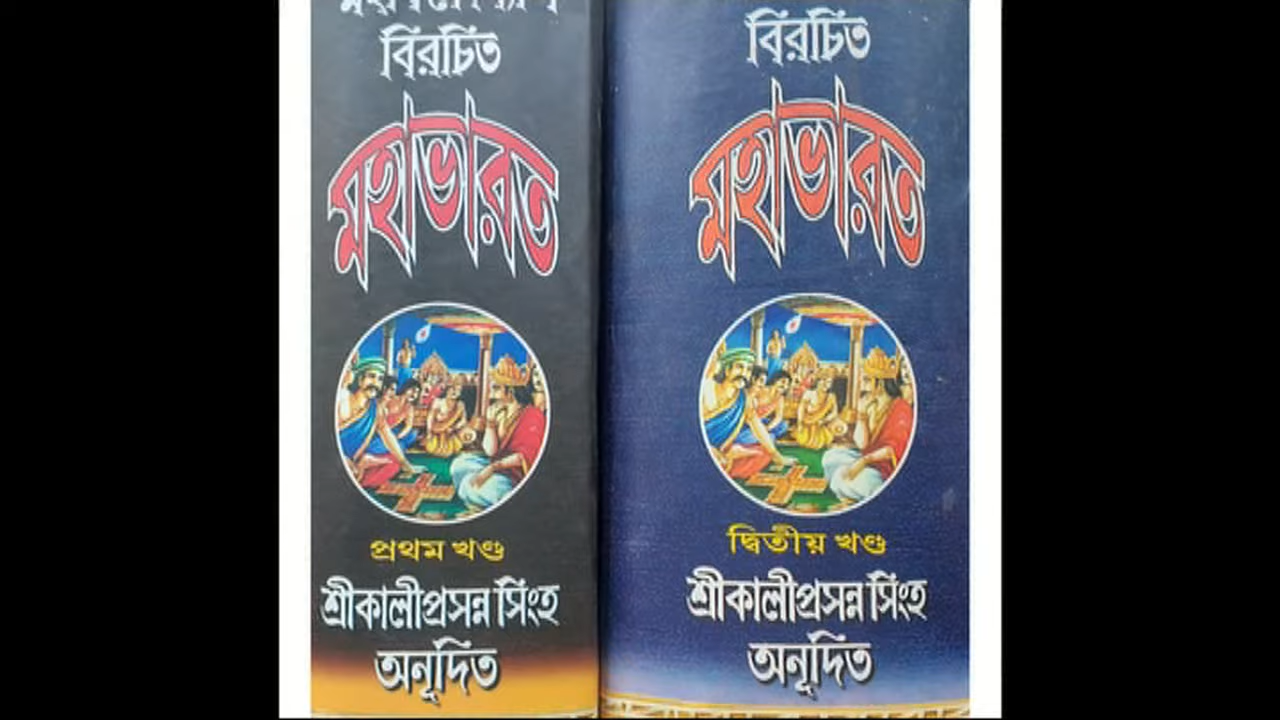 বিরচিত
মহাভারত
প্রথম খণ্ড
শ্রীকালীপ্রসন্ন সিংহ
অনূদিত
বিরচিত
মহাভারত
দ্বিতীয় খণ্ড
শ্রীকালীপ্রসন্ন সিংহ
অনূদিত